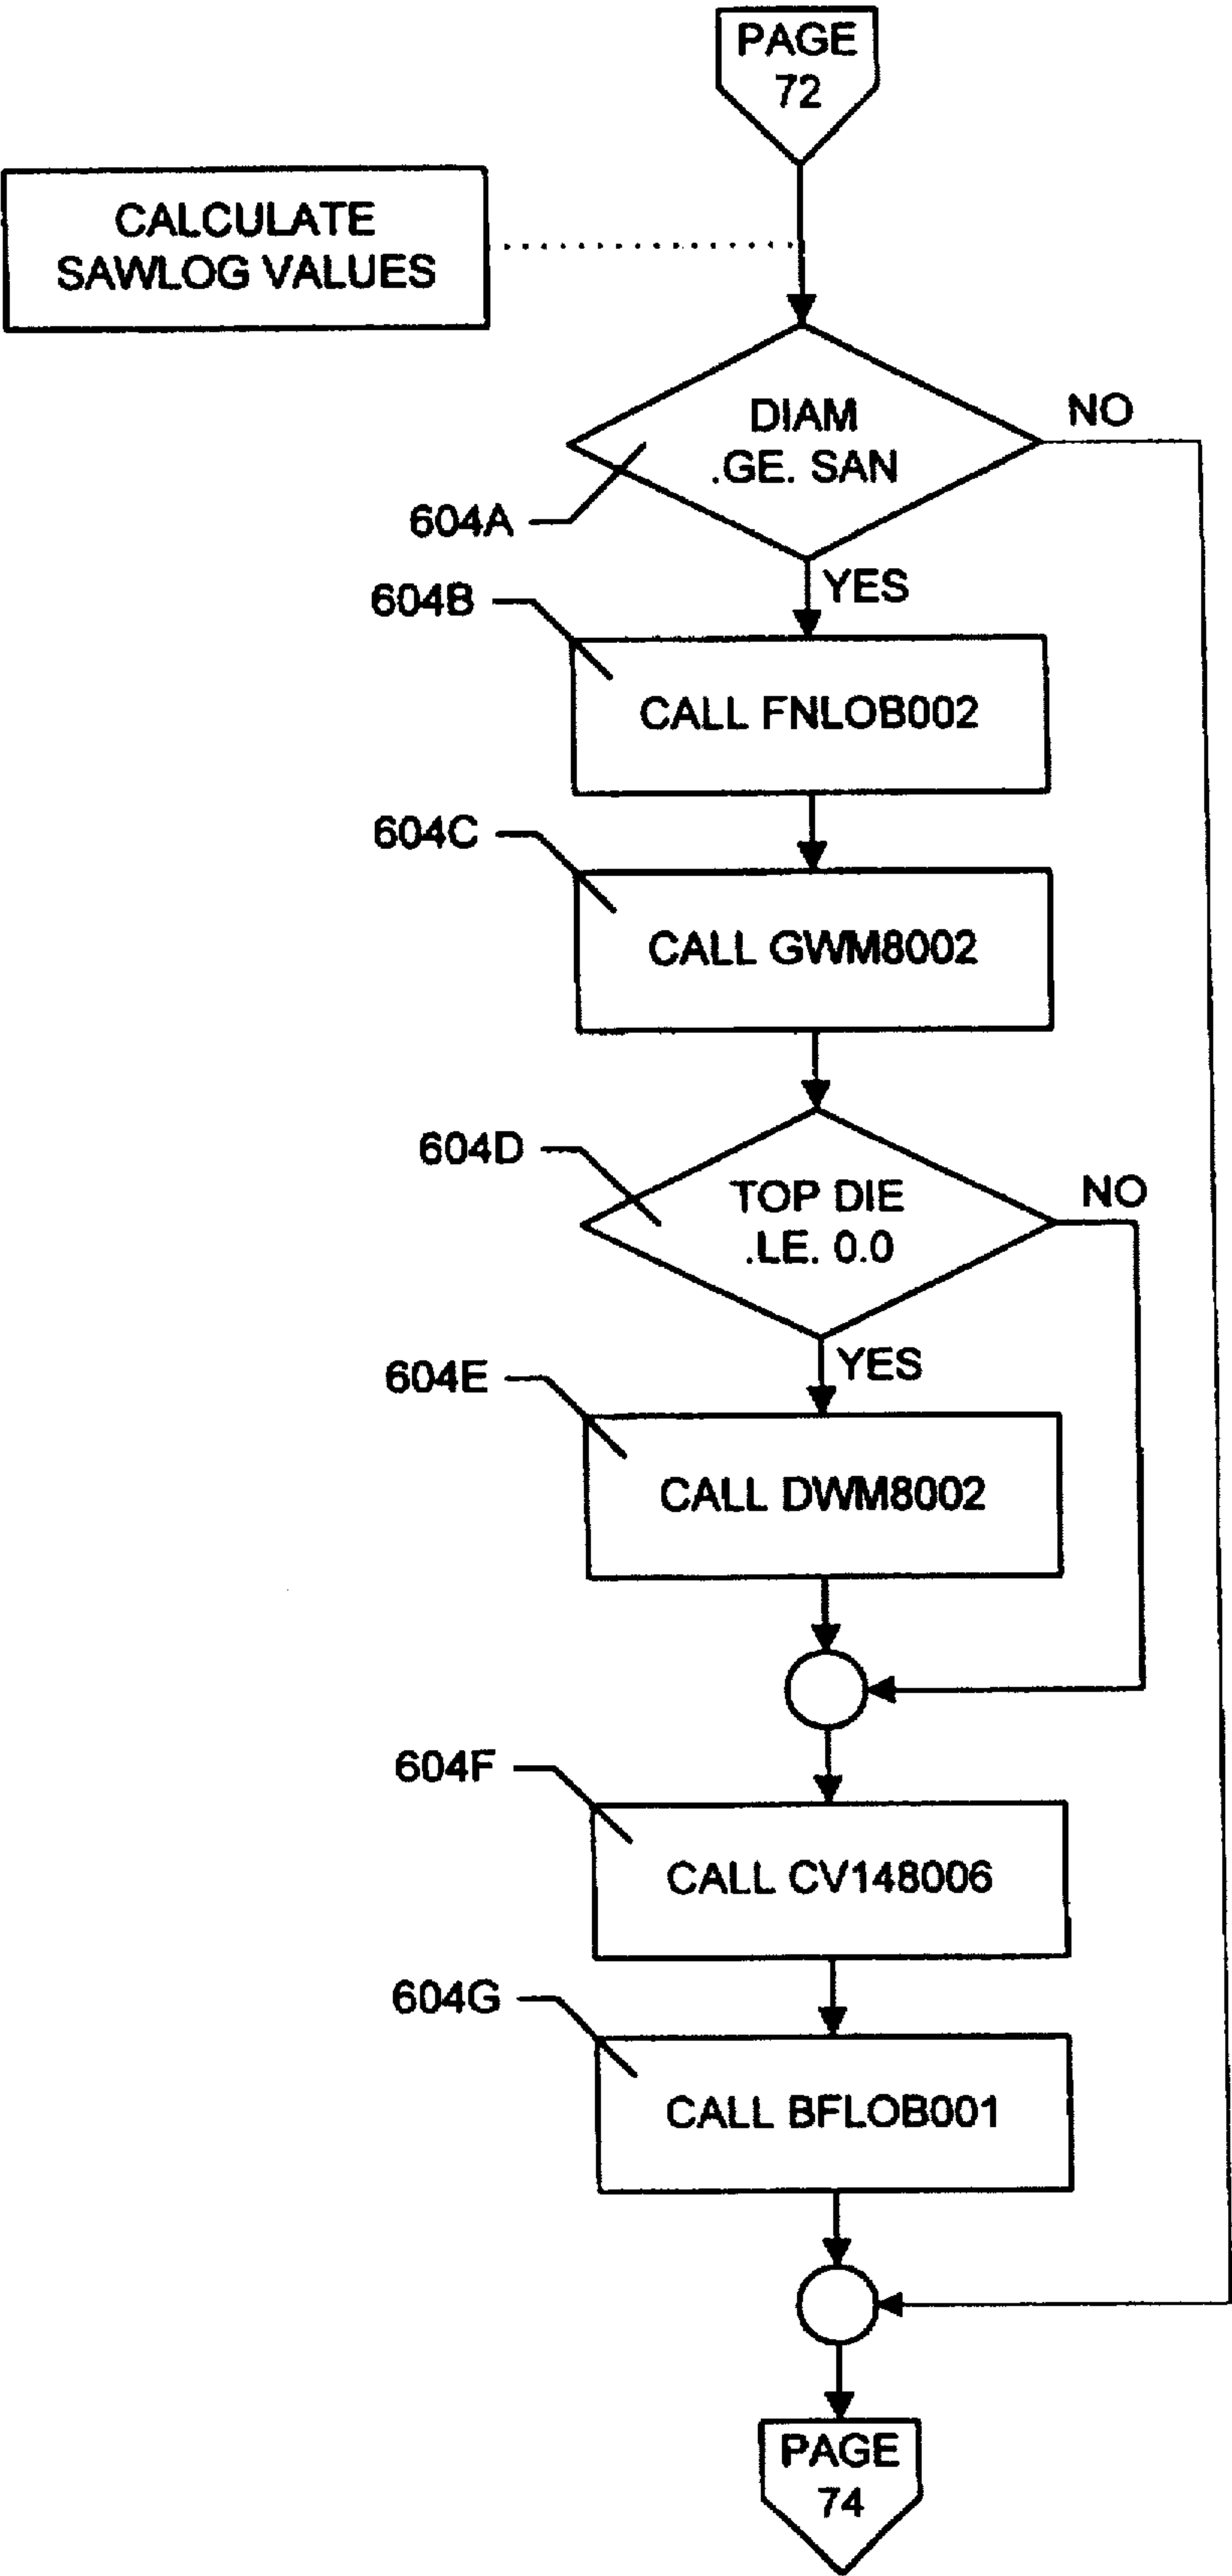 PAGE
72
CALCULATE
SAWLOG VALUES
DIAM
.GE. SAN
NO
604A
YES
604B
CALL FNLOB002
604C
CALL GWM8002
604D
TOP DIE
.LE. 0.0
NO
YES
604E
CALL DWM8002
604F
CALL CV148006
604G
CALL BFLOB001
PAGE
74